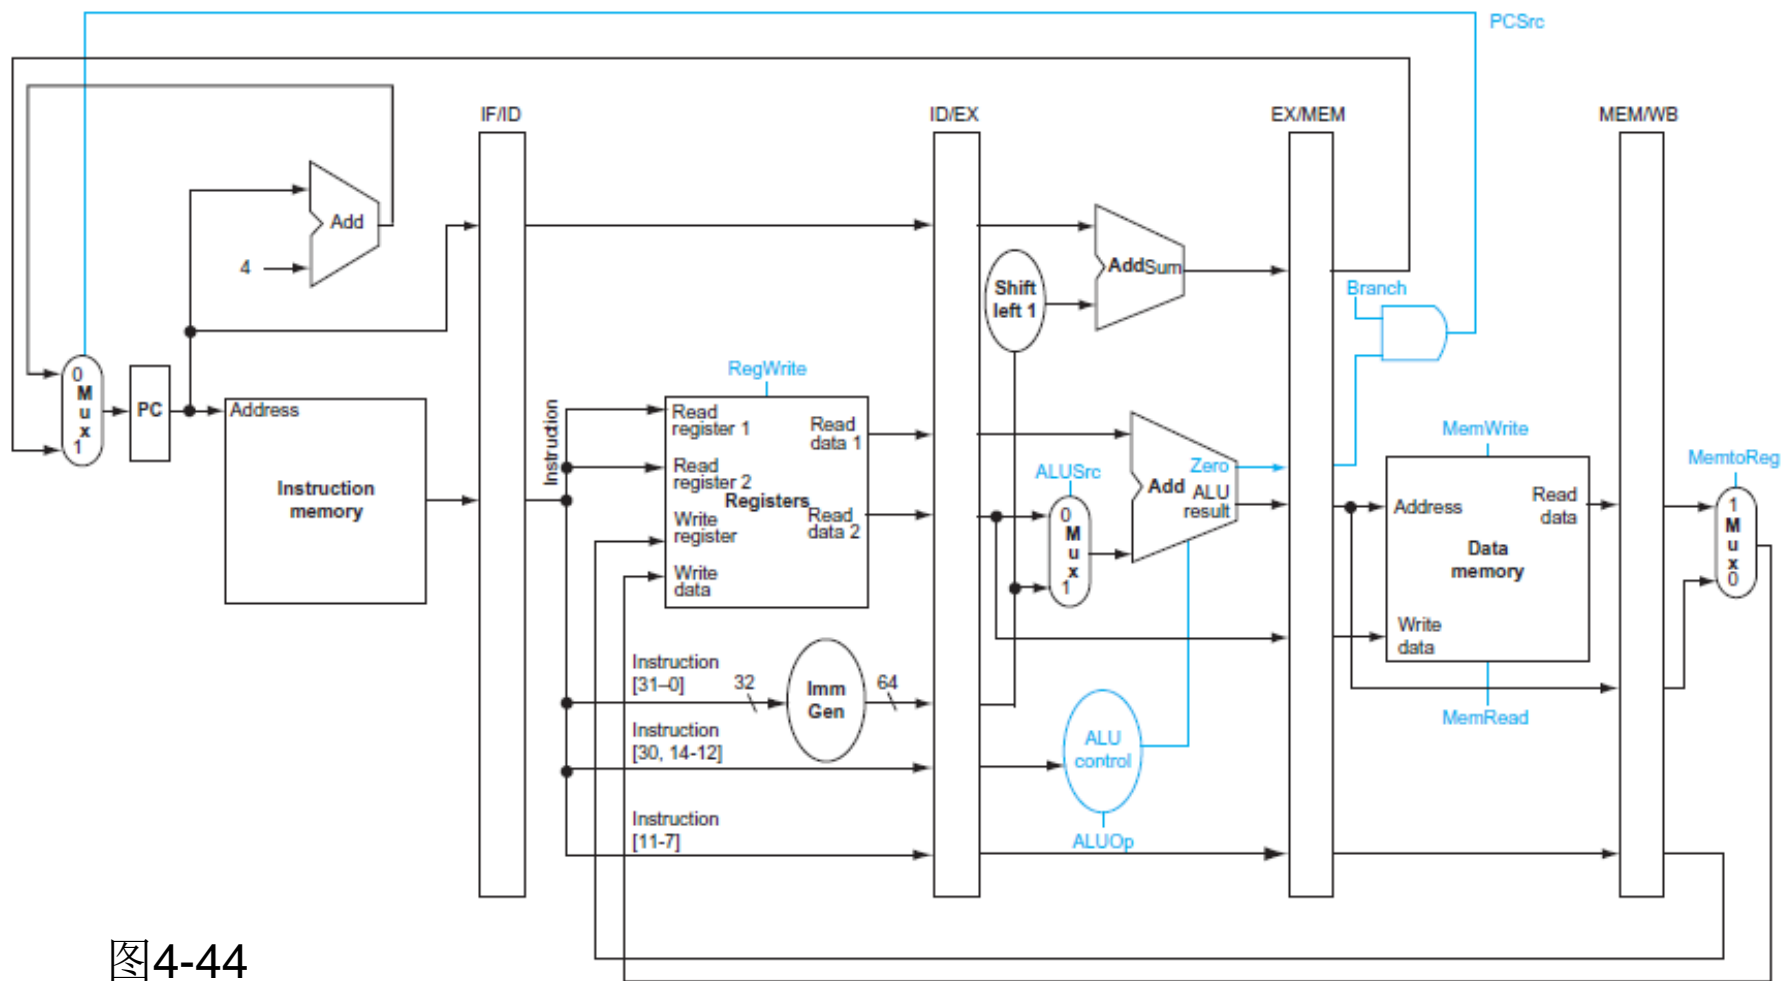 PCSrc
IF/ID
ID/EX
EX/MEM
MEM/WB
Add
4
Add Sum
Shift
left 1
Branch
0
M
u
x
1
PC
Address
Instruction
memory
Instruction
RegWrite
Read
register 1
Read
data 1
Read
register 2
Registers
Write
register
Read
data 2
Write
data
ALUSrc
0
M
u
x
1
Zero
Add
ALU
result
MemWrite
Address
Read
data
Data
memory
Write
data
MemRead
MemtoReg
1
M
u
x
0
Instruction
[31–0]
32
Imm
Gen
64
Instruction
[30, 14-12]
ALU
control
Instruction
[11-7]
ALUOp
图4-44